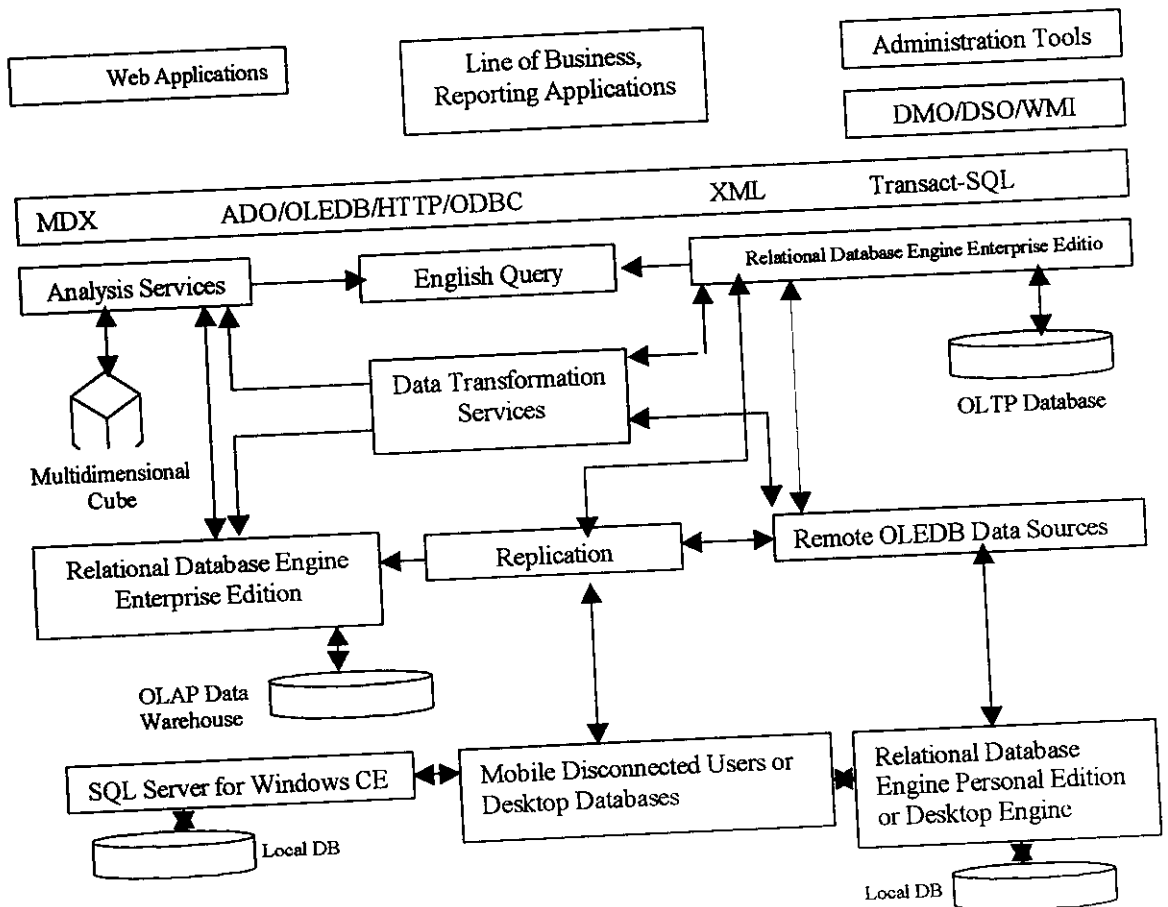 Web Applications
Line of Business,
Reporting Applications
Administration Tools
DMO/DSO/WMI
MDX ADO/OLEDB/HTTP/ODBC XML Transact-SQL
Analysis Services
English Query
Relational Database Engine Enterprise Editio
Data Transformation
Services
OLTP Database
Multidimensional
Cube
Relational Database Engine
Enterprise Edition
Replication
Remote OLEDB Data Sources
OLAP Data
Warehouse
SQL Server for Windows CE
Mobile Disconnected Users or
Desktop Databases
Relational Database
Engine Personal Edition
or Desktop Engine
Local DB
Local DB